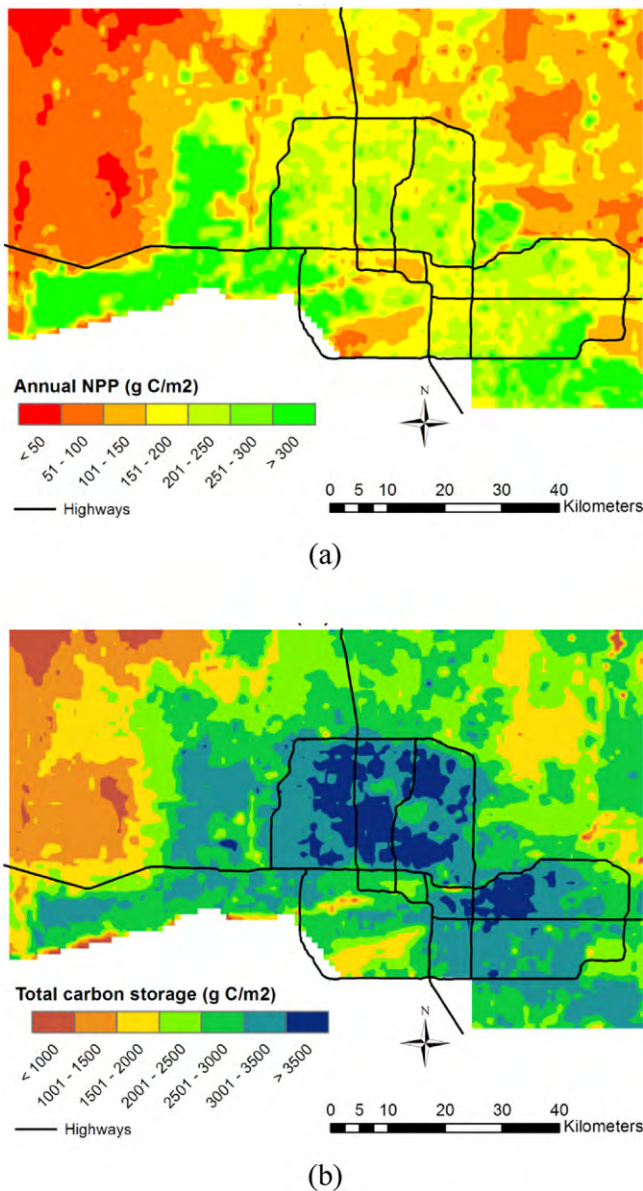 Annual NPP (g C/m2)
< 50
51 - 100
101 - 150
151 - 200
201 - 250
251 - 300
> 300
Highways
N
0 5 10 20 30 40
Kilometers
(a)
Total carbon storage (g C/m2)
< 1000
1001 - 1500
1501 - 2000
2001 - 2500
2501 - 3000
3001 - 3500
> 3500
Highways
N
0 5 10 20 30 40
Kilometers
(b)